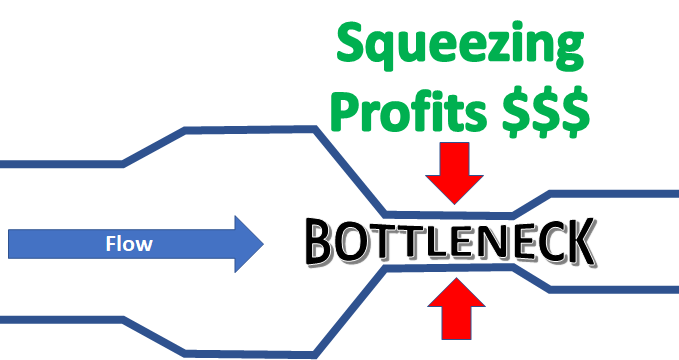 Squeezing
Profits $$$
Flow
BOTTLENECK